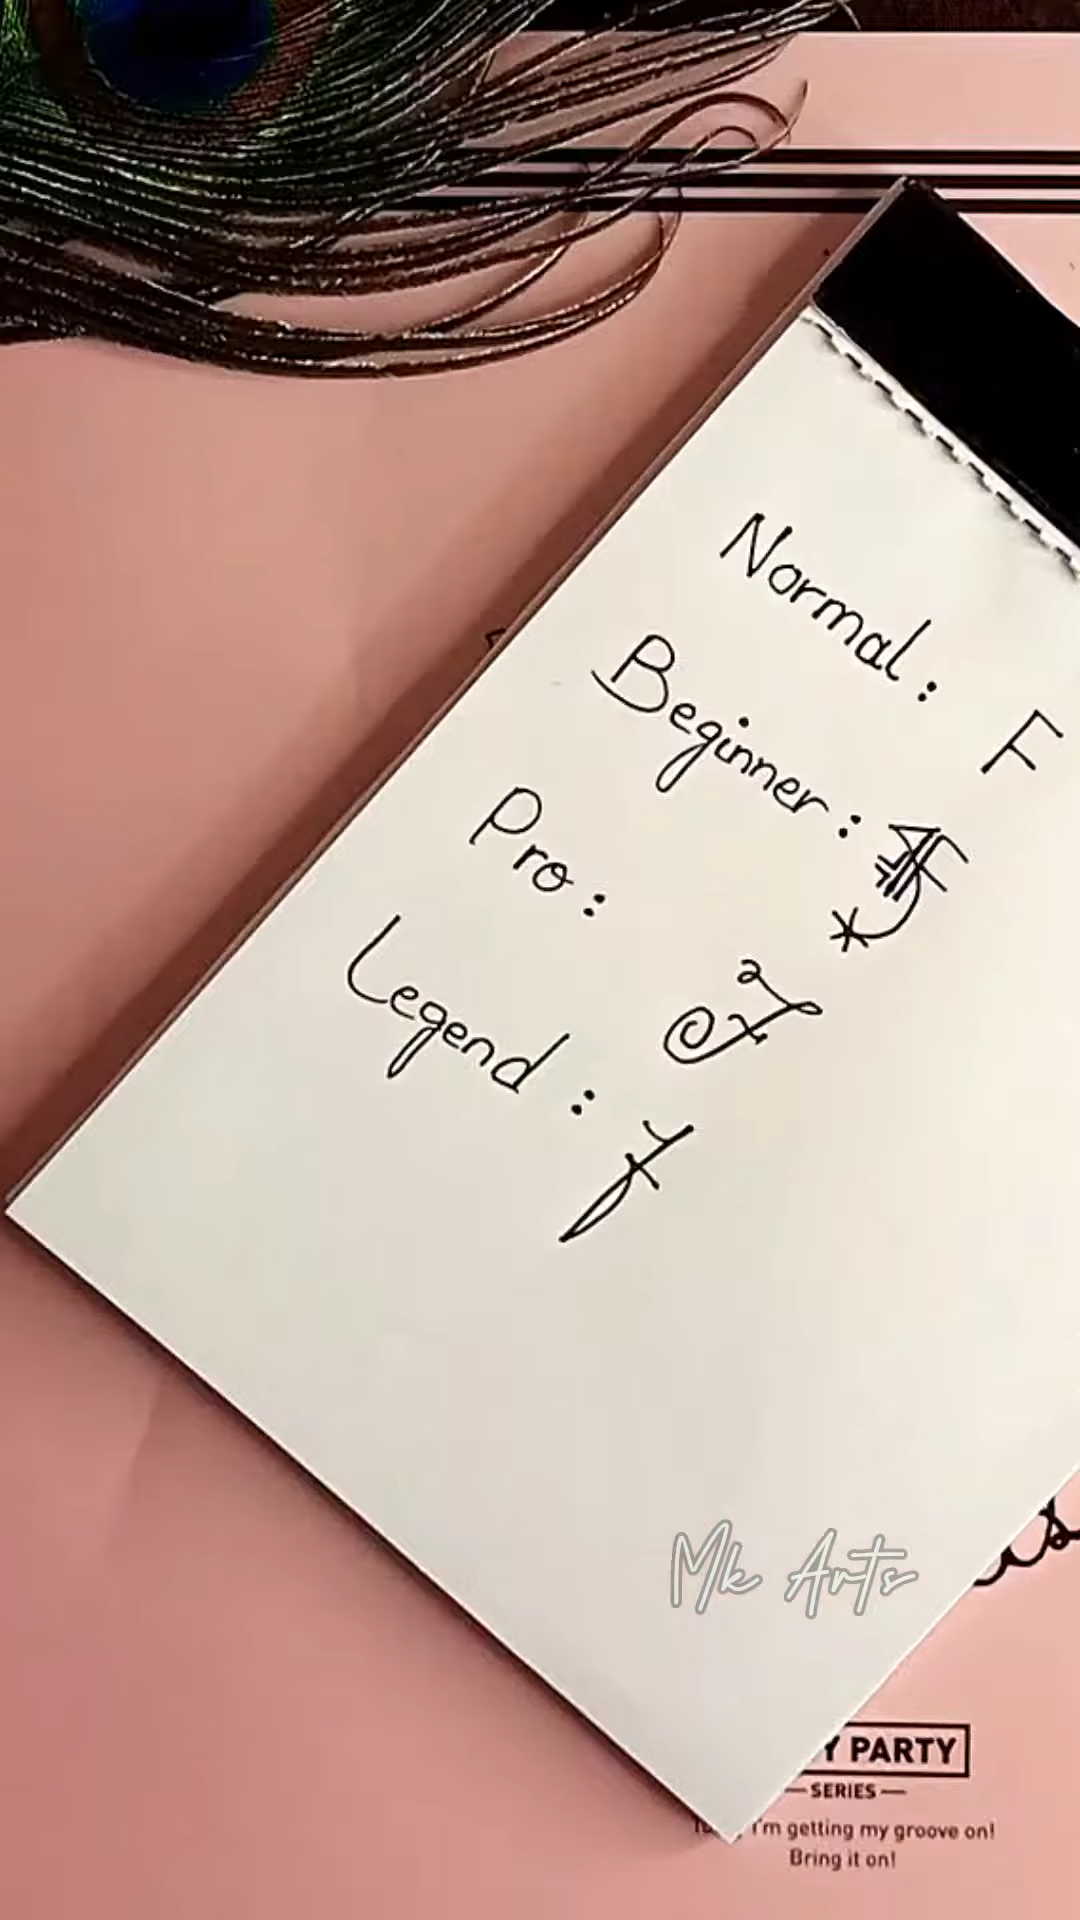 Normal: F
Beginner: F
Pro: F
Legend: f
Mk Arts
Y PARTY
SERIES
I'm getting my groove on!
Bring it on!